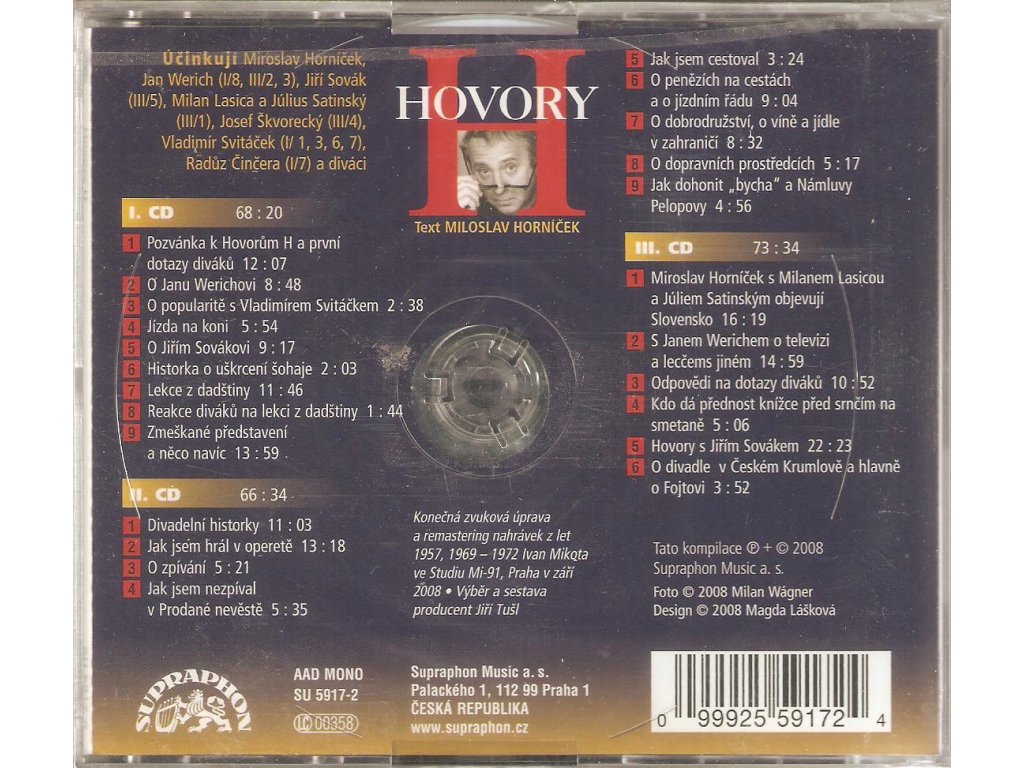 Účinkují Miroslav Horníček,
Jan Werich (I/8, III/2, 3), Jiří Sovák
(III/5), Milan Lasica a Július Satinský
(III/1), Josef Škvorecký (III/4),
Vladimír Svitáček (I/ 1, 3, 6, 7),
Radúz Činčera (I/7) a diváci
I. CD 68 : 20
1 Pozvánka k Hovorům H a první
dotazy diváků 12 : 07
2 O Janu Werichovi 8 : 48
3 O popularitě s Vladimírem Svitáčkem 2 : 38
4 Jízda na koni 5 : 54
5 O Jiřím Sovákovi 9 : 17
6 Historka o uškrcení šohaje 2 : 03
7 Lekce z dadštiny 11 : 46
8 Reakce diváků na lekci z dadštiny 1 : 44
9 Zmeškané představení
a něco navíc 13 : 59
II. CD 66 : 34
1 Divadelní historky 11 : 03
2 Jak jsem hrál v operetě 13 : 18
3 O zpívání 5 : 21
4 Jak jsem nezpíval
v Prodané nevěstě 5 : 35
H
HOVORY
Text MILOSLAV HORNÍČEK
5 Jak jsem cestoval 3 : 24
6 O penězích na cestách
a o jízdním řádu 9 : 04
7 O dobrodružství, o víně a jídle
v zahraničí 8 : 32
8 O dopravních prostředcích 5 : 17
9 Jak dohonit „bycha“ a Námluvy
Pelopovy 4 : 56
III. CD 73 : 34
1 Miroslav Horníček s Milanem Lasicou
a Júliem Satinským objevují
Slovensko 16 : 19
2 S Janem Werichem o televizi
a lecčems jiném 14 : 59
3 Odpovědi na dotazy diváků 10 : 52
4 Kdo dá přednost knížce před srnčím na
smetaně 5 : 06
5 Hovory s Jiřím Sovákem 22 : 23
6 O divadle v Českém Krumlově a hlavně
o Fojtovi 3 : 52
Konečná zvuková úprava
a remastering nahrávek z let
1957, 1969 – 1972 Ivan Mikota
ve Studiu Mi-91, Praha v září
2008 • Výběr a sestava
producent Jiří Tušl
Tato kompilace ℗ + © 2008
Supraphon Music a. s.
Foto © 2008 Milan Wágner
Design © 2008 Magda Lášková
SUPRAPHON
AAD MONO
SU 5917-2
LC 00358
Supraphon Music a. s.
Palackého 1, 112 99 Praha 1
ČESKÁ REPUBLIKA
www.supraphon.cz
0 99925 59172 4